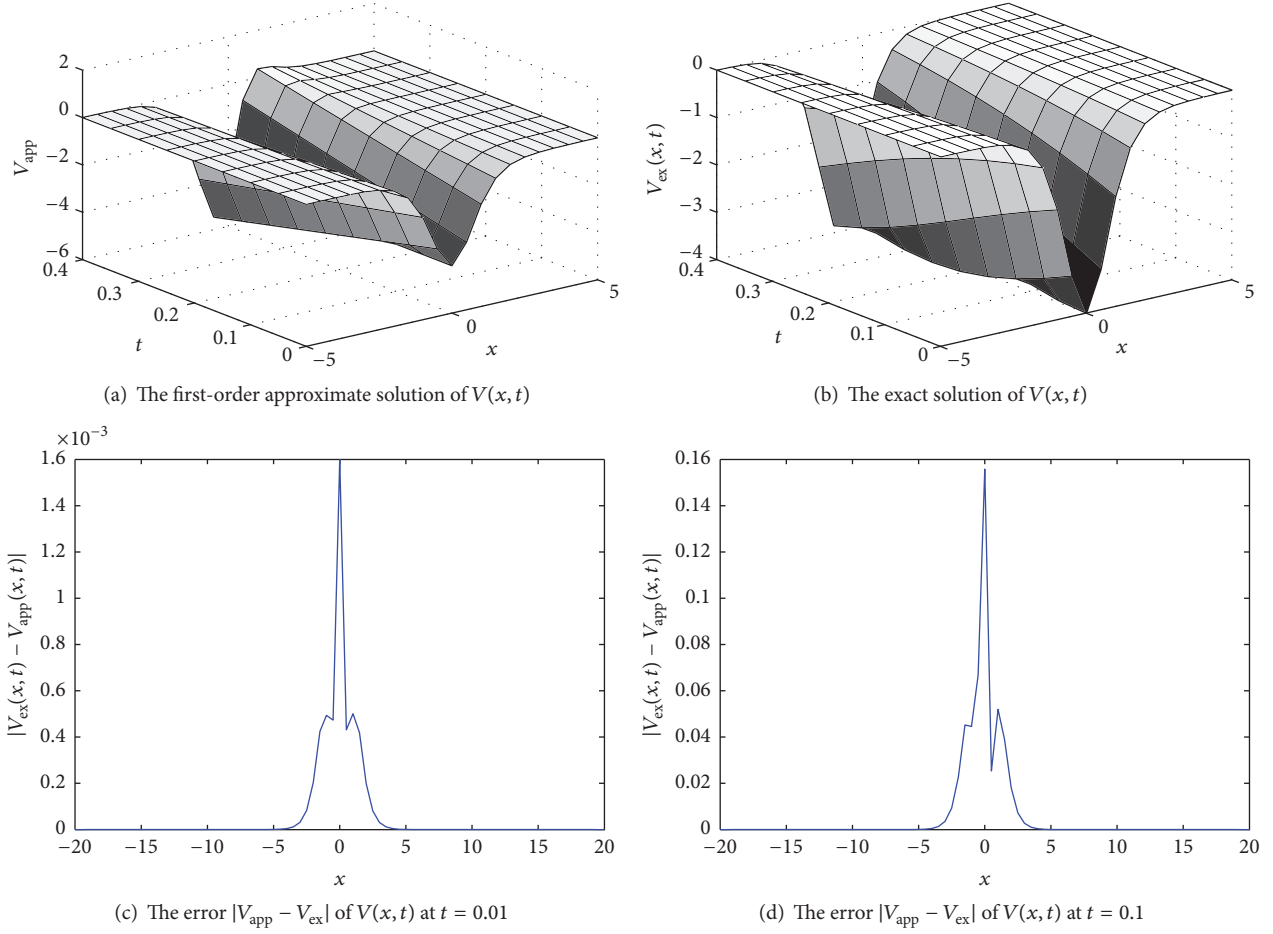 2
0
−2
−4
−6
V_app
0.4
0.3
0.2
0.1
0
t
−5
0
5
x
(a) The first-order approximate solution of V(x, t)
0
−1
−2
−3
−4
V_ex(x, t)
0.4
0.3
0.2
0.1
0
t
−5
0
5
x
(b) The exact solution of V(x, t)
×10⁻³
1.6
1.4
1.2
1
0.8
0.6
0.4
0.2
0
|V_ex(x, t) − V_app(x, t)|
−20 −15 −10 −5 0 5 10 15 20
x
(c) The error |V_app − V_ex| of V(x, t) at t = 0.01
0.16
0.14
0.12
0.1
0.08
0.06
0.04
0.02
0
|V_ex(x, t) − V_app(x, t)|
−20 −15 −10 −5 0 5 10 15 20
x
(d) The error |V_app − V_ex| of V(x, t) at t = 0.1